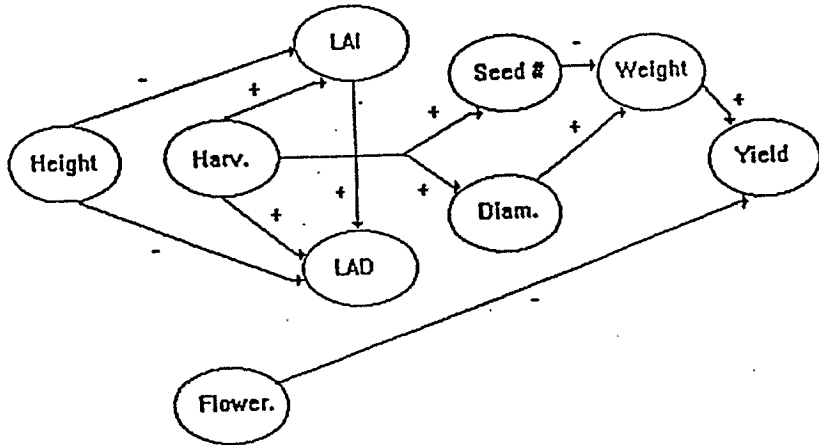 LAI
-
+
Seed #
-
Weight
+
+
+
Height
Harv.
Yield
+
+
+
Diam.
-
LAD
-
Flower.